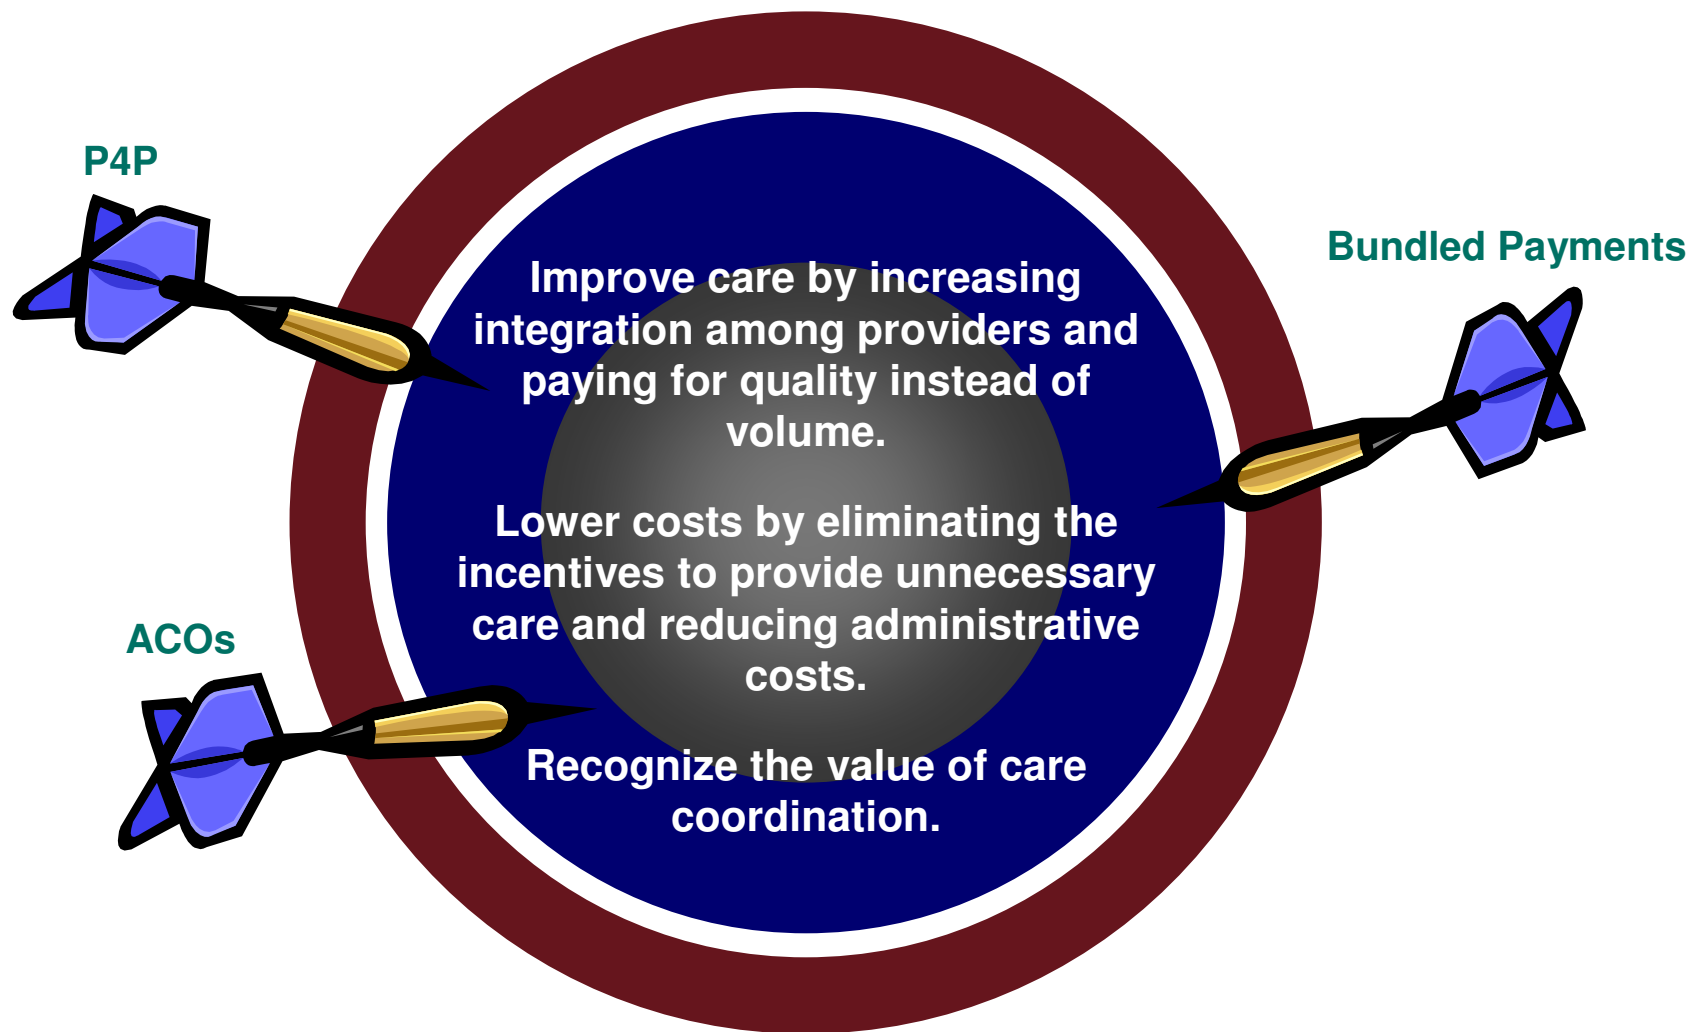 P4P
Bundled Payments
Improve care by increasing
integration among providers and
paying for quality instead of
volume.
Lower costs by eliminating the
incentives to provide unnecessary
care and reducing administrative
costs.
ACOs
Recognize the value of care
coordination.